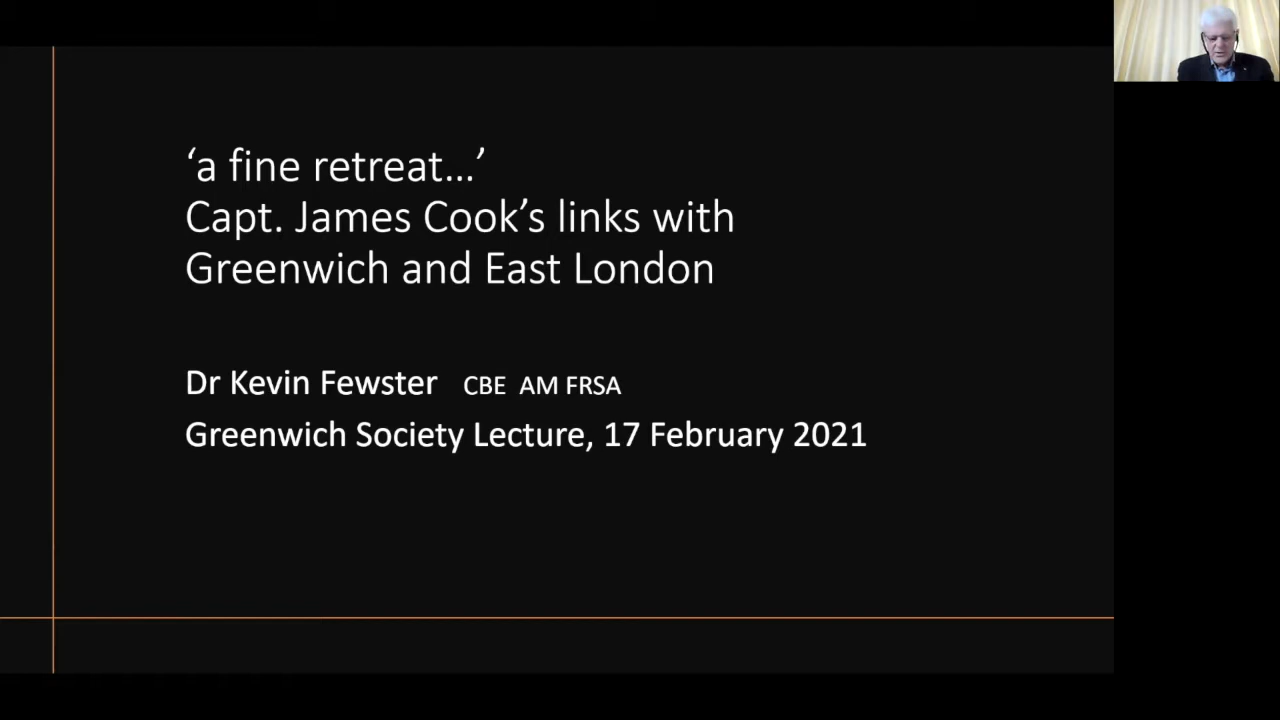 ‘a fine retreat...’
Capt. James Cook’s links with
Greenwich and East London
Dr Kevin Fewster CBE AM FRSA
Greenwich Society Lecture, 17 February 2021